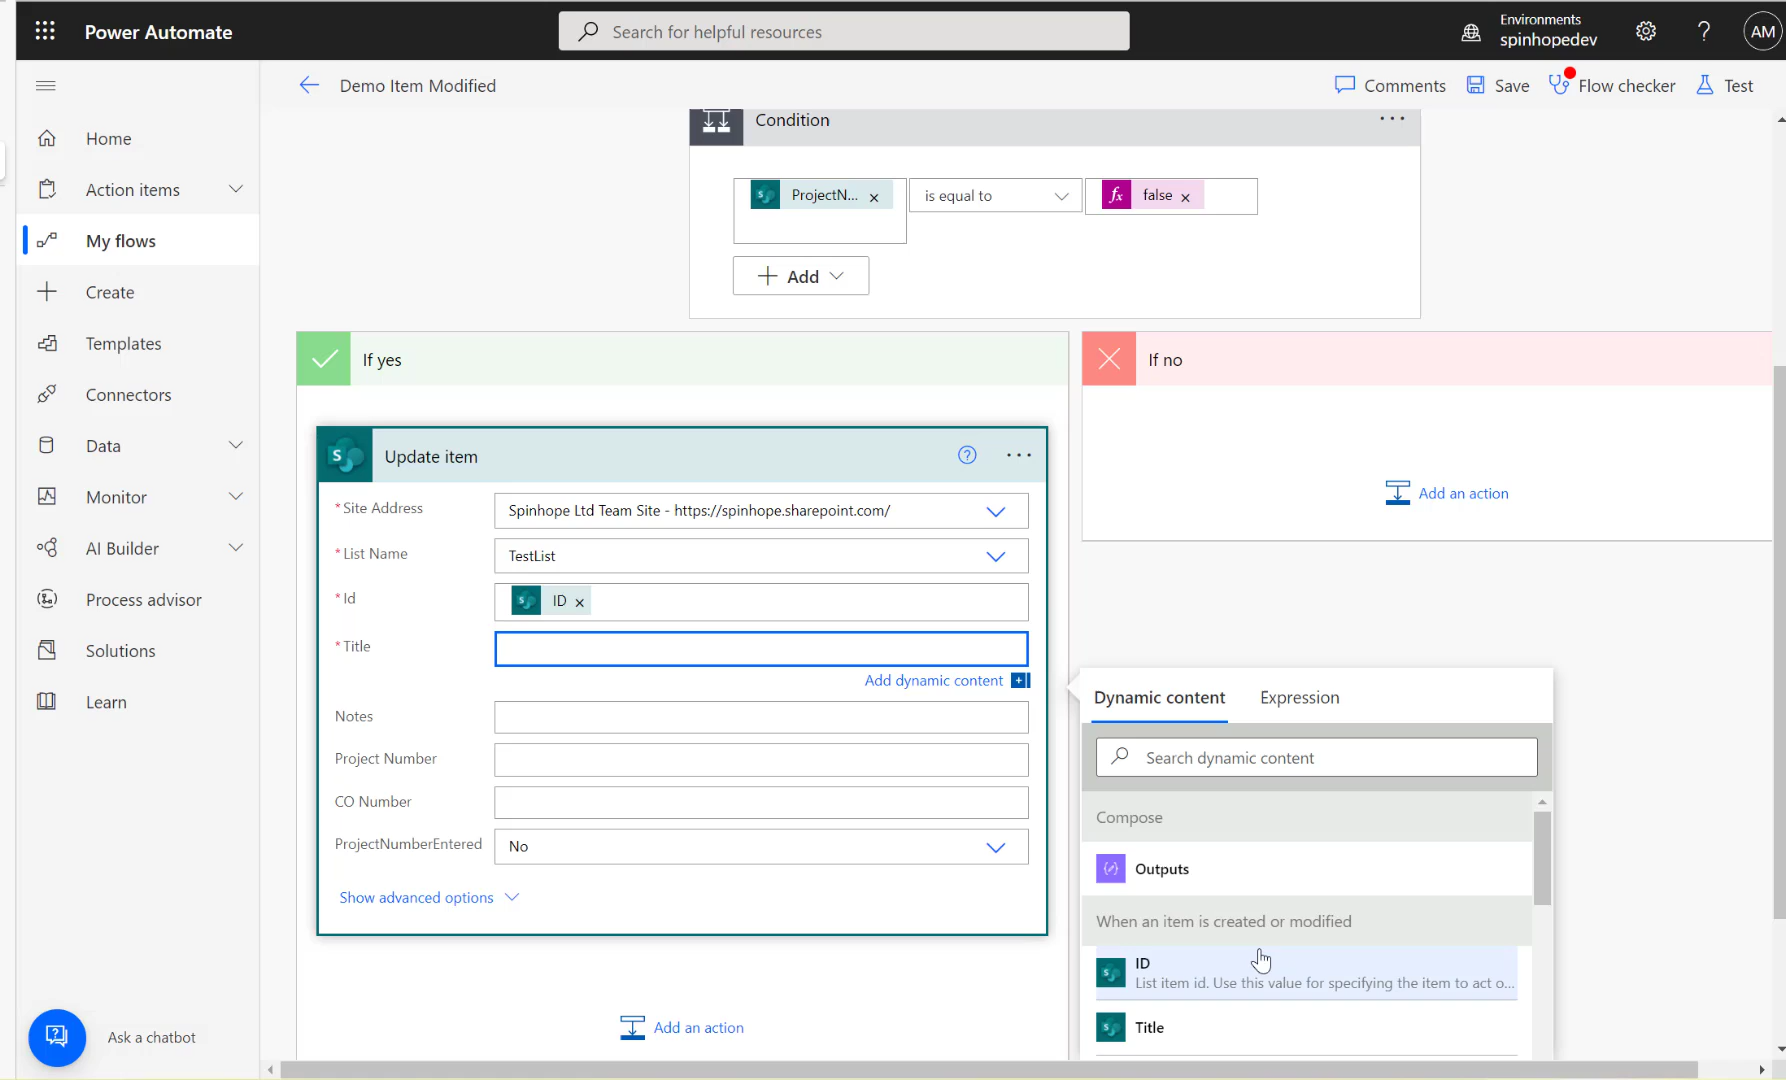 Power Automate
Search for helpful resources
Environments
spinhopedev
?
AM
Demo Item Modified
Comments
Save
Flow checker
Test
Home
Action items
My flows
Create
Templates
Connectors
Data
Monitor
AI Builder
Process advisor
Solutions
Learn
Ask a chatbot
Condition
ProjectN... ×
is equal to
fx false ×
+ Add
If yes
If no
S Update item
?
* Site Address
Spinhope Ltd Team Site - https://spinhope.sharepoint.com/
* List Name
TestList
* Id
ID ×
* Title
Add dynamic content
Notes
Project Number
CO Number
ProjectNumberEntered
No
Show advanced options
Add an action
Add an action
Dynamic content
Expression
Search dynamic content
Compose
Outputs
When an item is created or modified
ID
List item id. Use this value for specifying the item to act o...
Title